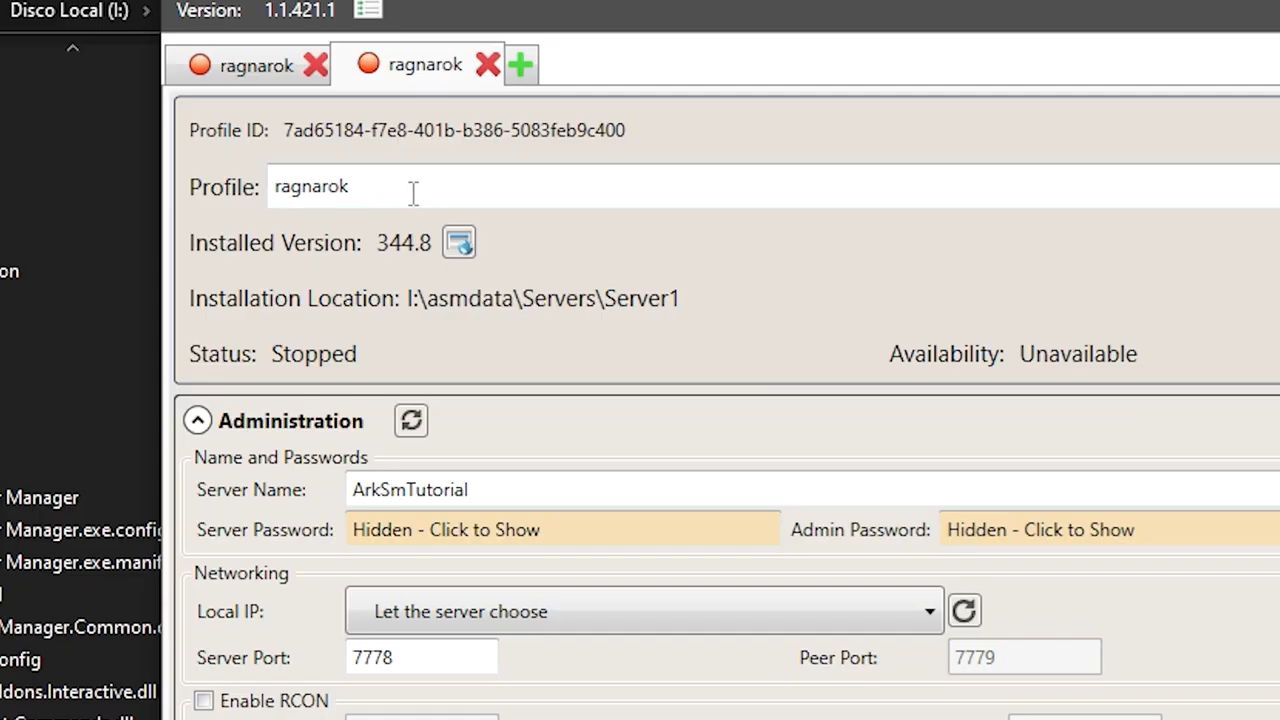 Disco Local (I:)
Version: 1.1.421.1
ragnarok
ragnarok
Profile ID: 7ad65184-f7e8-401b-b386-5083feb9c400
Profile: ragnarok
Installed Version: 344.8
on
Installation Location: I:\asmdata\Servers\Server1
Status: Stopped
Availability: Unavailable
Administration
Name and Passwords
Server Name: ArkSmTutorial
Manager
Server Password: Hidden - Click to Show
Admin Password: Hidden - Click to Show
Manager.exe.config
Manager.exe.manif
Networking
Local IP: Let the server choose
Manager.Common.
Server Port: 7778
Peer Port: 7779
onfig
ddons.Interactive.dll
Enable RCON